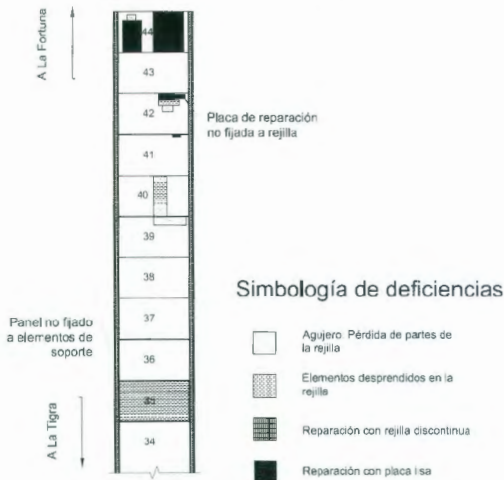 A La Fortuna
44
43
42
Placa de reparación
no fijada a rejilla
41
40
39
38
37
Panel no fijado
a elementos de
soporte
36
35
34
A La Tigra
Simbología de deficiencias
Agujero. Pérdida de partes de
la rejilla
Elementos desprendidos en la
rejilla
Reparación con rejilla discontinua
Reparación con placa lisa